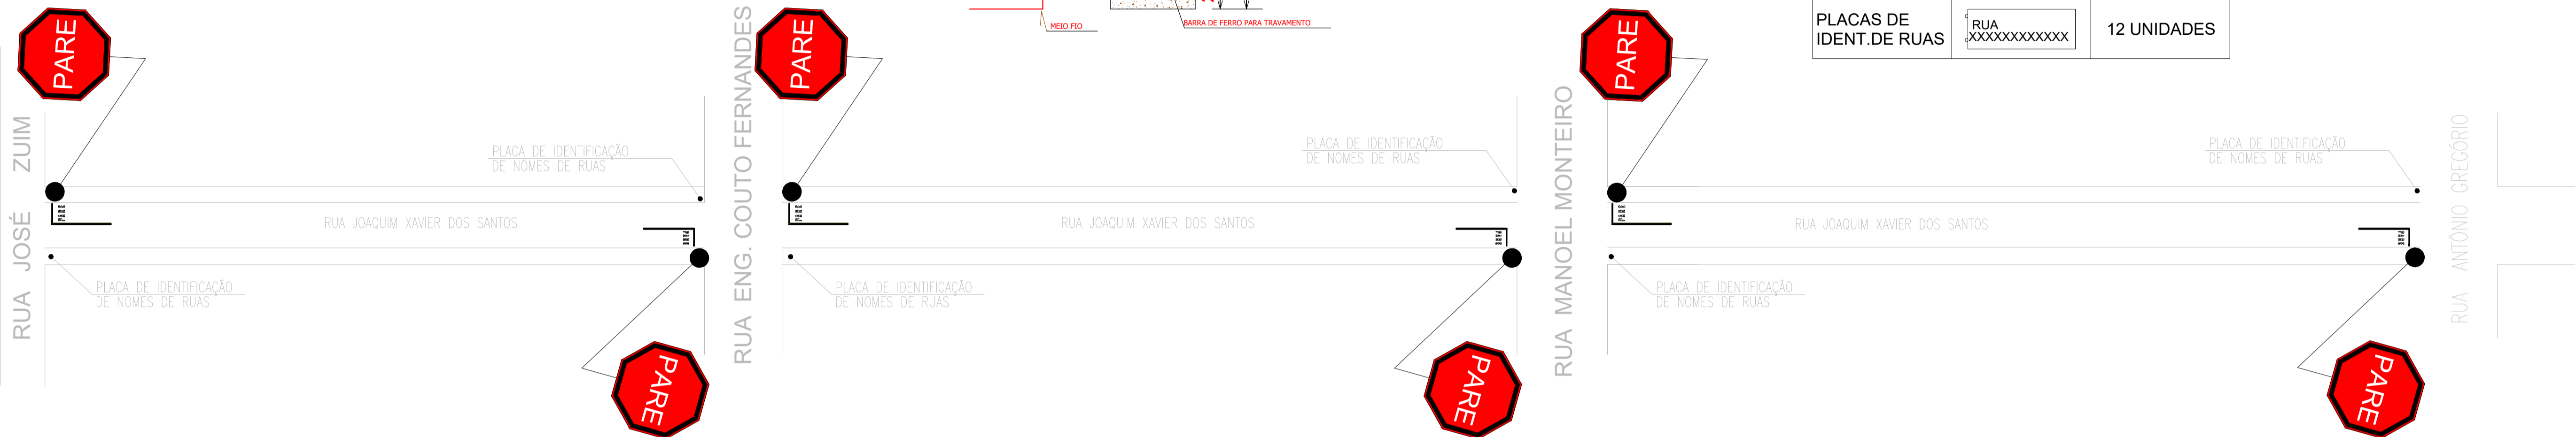 MEIO FIO
BARRA DE FERRO PARA TRAVAMENTO
PLACAS DE
IDENT.DE RUAS
RUA
XXXXXXXXXXXX
12 UNIDADES
PARE
PARE
PARE
RUA JOSÉ ZUIM
RUA ENG. COUTO FERNANDES
RUA MANOEL MONTEIRO
RUA ANTÔNIO GREGÓRIO
PLACA DE IDENTIFICAÇÃO
DE NOMES DE RUAS
PLACA DE IDENTIFICAÇÃO
DE NOMES DE RUAS
PLACA DE IDENTIFICAÇÃO
DE NOMES DE RUAS
RUA JOAQUIM XAVIER DOS SANTOS
RUA JOAQUIM XAVIER DOS SANTOS
RUA JOAQUIM XAVIER DOS SANTOS
PLACA DE IDENTIFICAÇÃO
DE NOMES DE RUAS
PLACA DE IDENTIFICAÇÃO
DE NOMES DE RUAS
PLACA DE IDENTIFICAÇÃO
DE NOMES DE RUAS
PARE
PARE
PARE